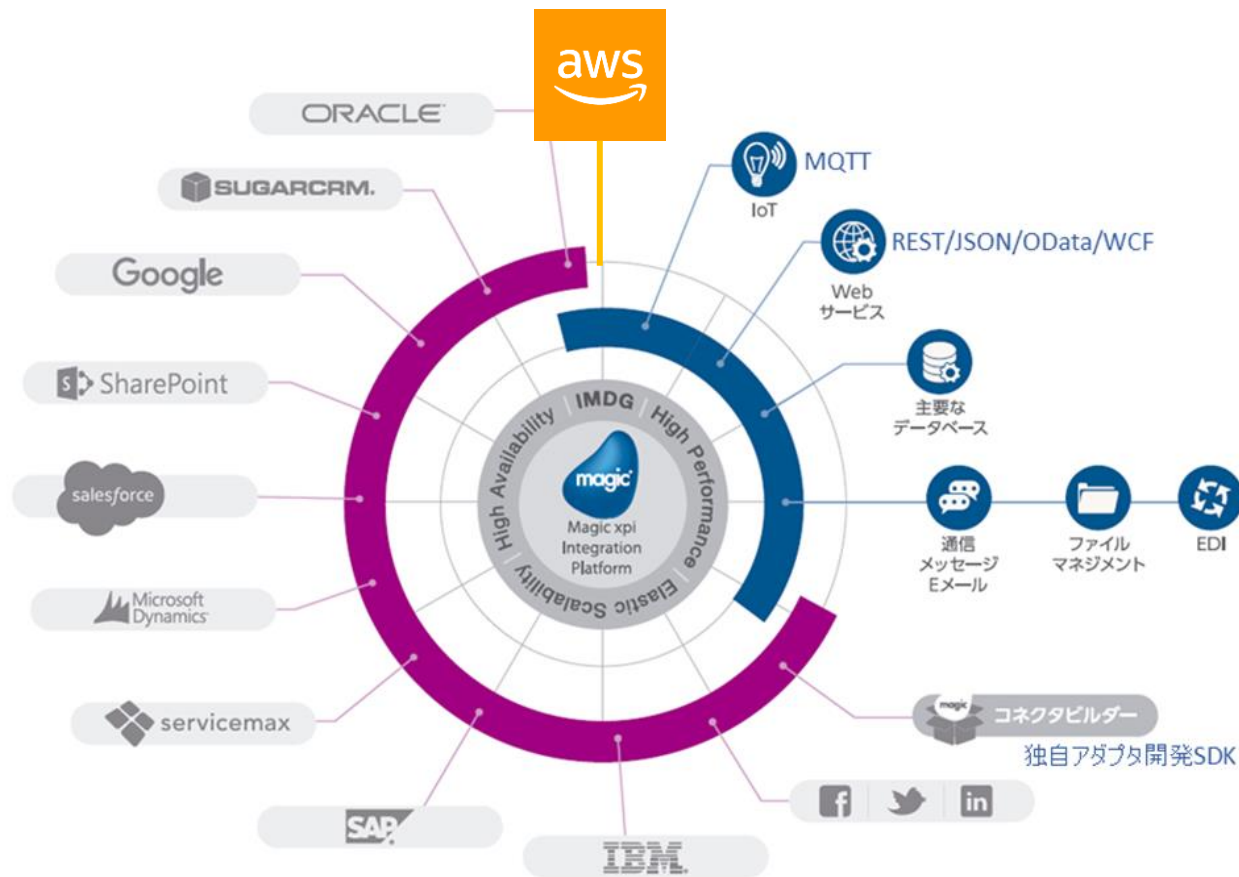 aws
ORACLE
SUGARCRM.
Google
S SharePoint
salesforce
Microsoft
Dynamics
servicemax
SAP
IBM
MQTT
IoT
REST/JSON/OData/WCF
Web
サービス
主要な
データベース
通信
メッセージ
Eメール
ファイル
マネジメント
EDI
High Availability
IMDG
High Performance
Elastic Scalability
magic
Magic xpi
Integration
Platform
magic
コネクタビルダー
独自アダプタ開発SDK
f
in